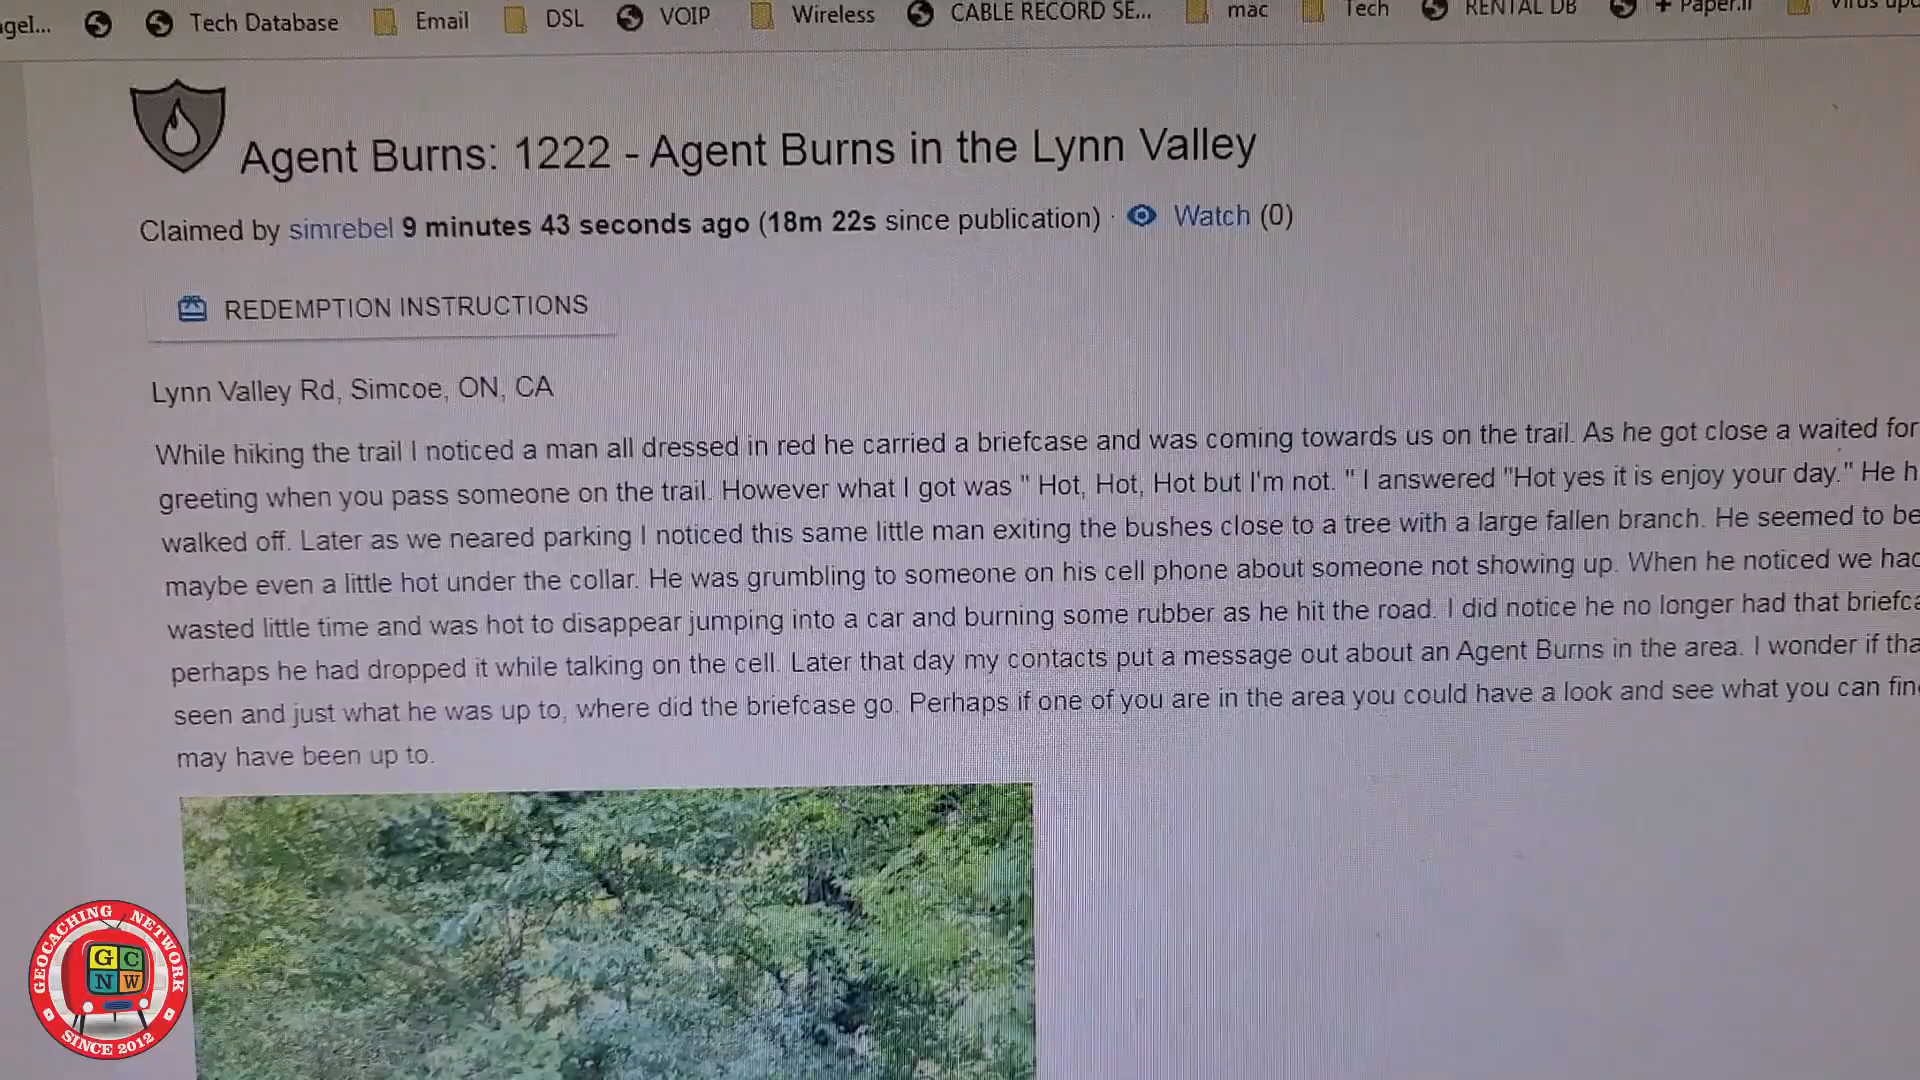 Tech Database Email DSL VOIP Wireless CABLE RECORD SE... mac Tech RENTAL DB
Agent Burns: 1222 - Agent Burns in the Lynn Valley
Claimed by simrebel 9 minutes 43 seconds ago (18m 22s since publication) · Watch (0)
REDEMPTION INSTRUCTIONS
Lynn Valley Rd, Simcoe, ON, CA
While hiking the trail I noticed a man all dressed in red he carried a briefcase and was coming towards us on the trail. As he got close a waited for
greeting when you pass someone on the trail. However what I got was " Hot, Hot, Hot but I'm not. " I answered "Hot yes it is enjoy your day." He h
walked off. Later as we neared parking I noticed this same little man exiting the bushes close to a tree with a large fallen branch. He seemed to be
maybe even a little hot under the collar. He was grumbling to someone on his cell phone about someone not showing up. When he noticed we had
wasted little time and was hot to disappear jumping into a car and burning some rubber as he hit the road. I did notice he no longer had that briefca
perhaps he had dropped it while talking on the cell. Later that day my contacts put a message out about an Agent Burns in the area. I wonder if tha
seen and just what he was up to, where did the briefcase go. Perhaps if one of you are in the area you could have a look and see what you can find
may have been up to.
GEOCACHING NETWORK
G C
N W
SINCE 2012